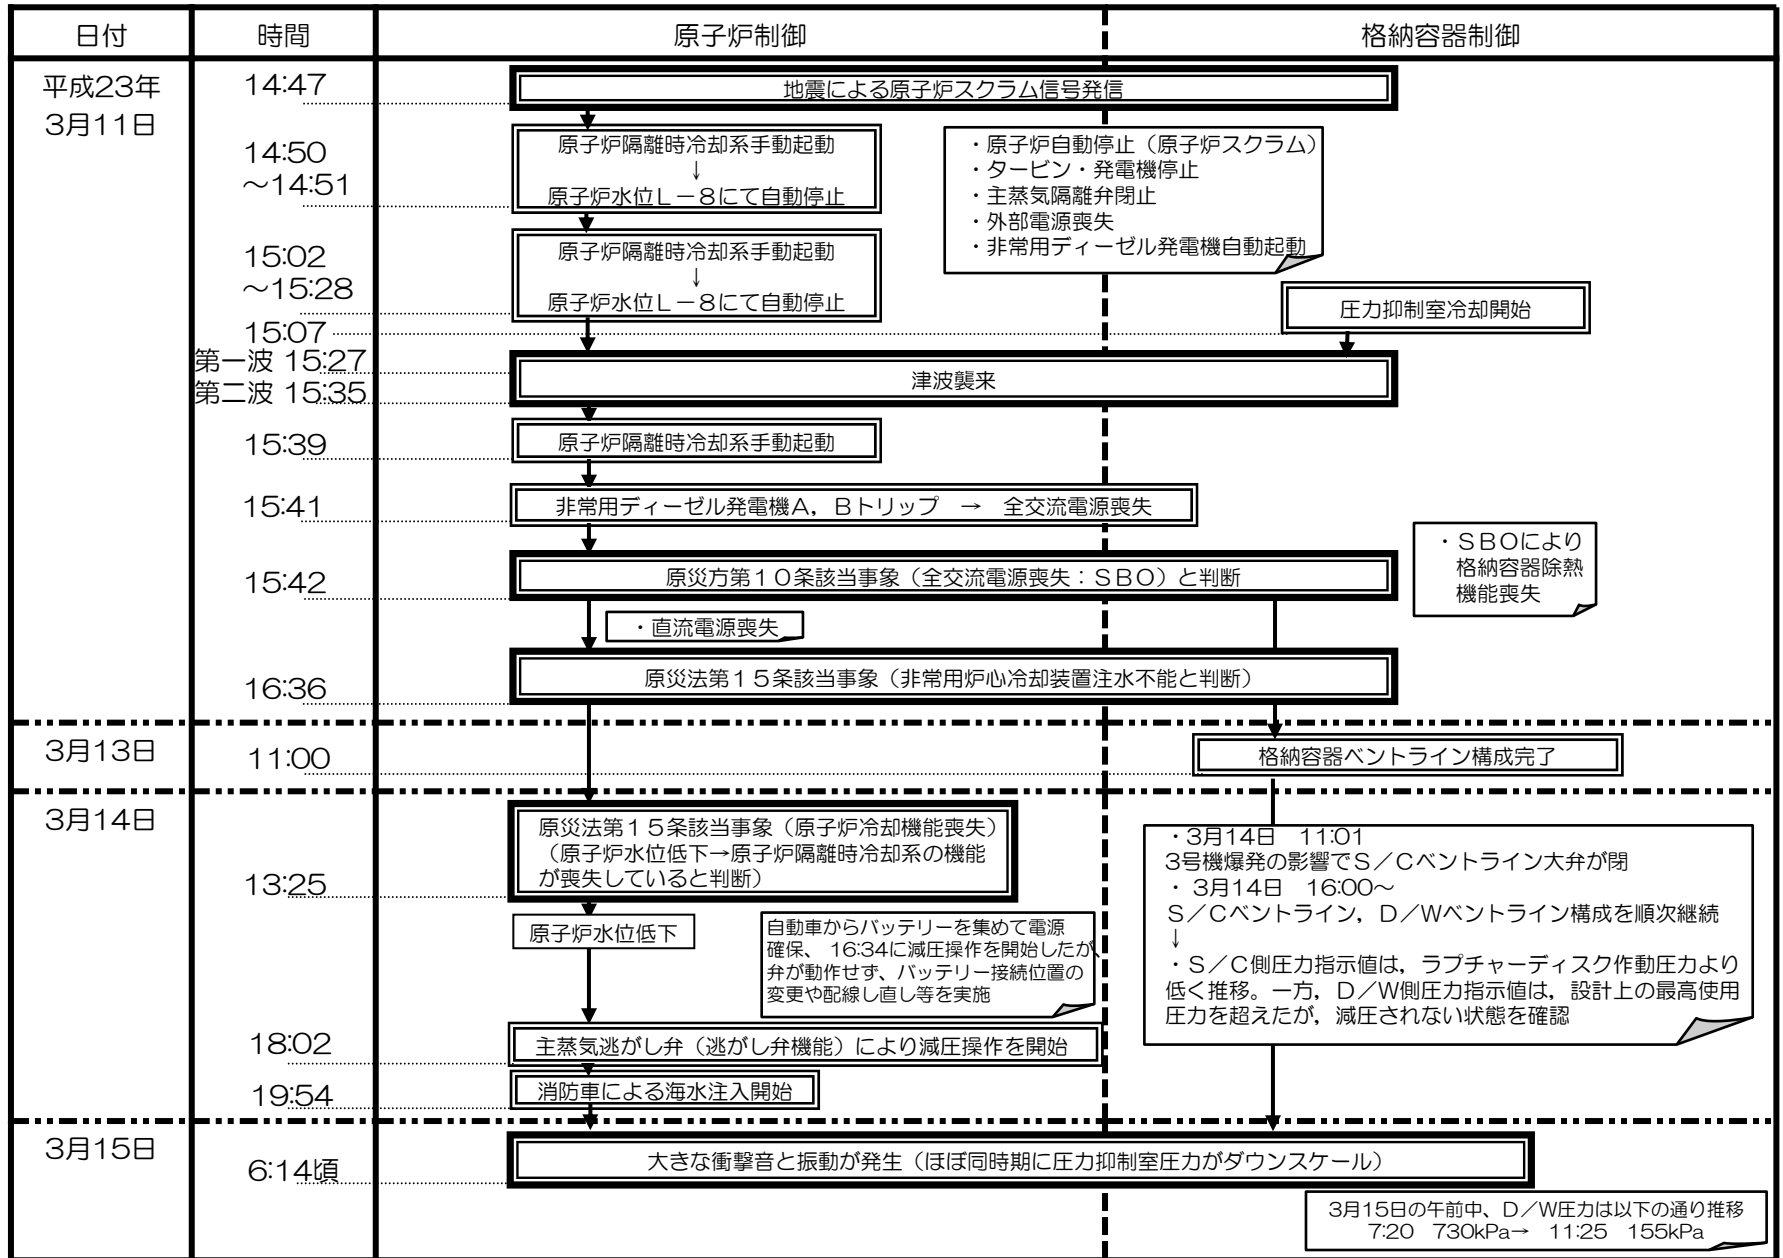 日付 時間 原子炉制御 格納容器制御
平成23年
3月11日
14:47
地震による原子炉スクラム信号発信
14:50
～14:51
原子炉隔離時冷却系手動起動
↓
原子炉水位Ｌ－８にて自動停止
・原子炉自動停止（原子炉スクラム）
・タービン・発電機停止
・主蒸気隔離弁閉止
・外部電源喪失
・非常用ディーゼル発電機自動起動
15:02
～15:28
原子炉隔離時冷却系手動起動
↓
原子炉水位Ｌ－８にて自動停止
15:07
圧力抑制室冷却開始
第一波 15:27
第二波 15:35
津波襲来
15:39
原子炉隔離時冷却系手動起動
15:41
非常用ディーゼル発電機Ａ，Ｂトリップ　→　全交流電源喪失
15:42
原災方第１０条該当事象（全交流電源喪失：ＳＢＯ）と判断
・ＳＢＯにより
格納容器除熱
機能喪失
・直流電源喪失
16:36
原災法第１５条該当事象（非常用炉心冷却装置注水不能と判断）
3月13日
11:00
格納容器ベントライン構成完了
3月14日
13:25
原災法第１５条該当事象（原子炉冷却機能喪失）
（原子炉水位低下→原子炉隔離時冷却系の機能
が喪失していると判断）
原子炉水位低下
自動車からバッテリーを集めて電源
確保、 16:34に減圧操作を開始したが、
弁が動作せず、バッテリー接続位置の
変更や配線し直し等を実施
・3月14日　11:01
3号機爆発の影響でＳ／Ｃベントライン大弁が閉
・ 3月14日　16:00～
Ｓ／Ｃベントライン，Ｄ／Ｗベントライン構成を順次継続
↓
・Ｓ／Ｃ側圧力指示値は，ラプチャーディスク作動圧力より
低く推移。一方，Ｄ／Ｗ側圧力指示値は，設計上の最高使用
圧力を超えたが，減圧されない状態を確認
18:02
主蒸気逃がし弁（逃がし弁機能）により減圧操作を開始
19:54
消防車による海水注入開始
3月15日
6:14頃
大きな衝撃音と振動が発生（ほぼ同時期に圧力抑制室圧力がダウンスケール）
3月15日の午前中、Ｄ／Ｗ圧力は以下の通り推移
7:20　730kPa→　11:25　155kPa